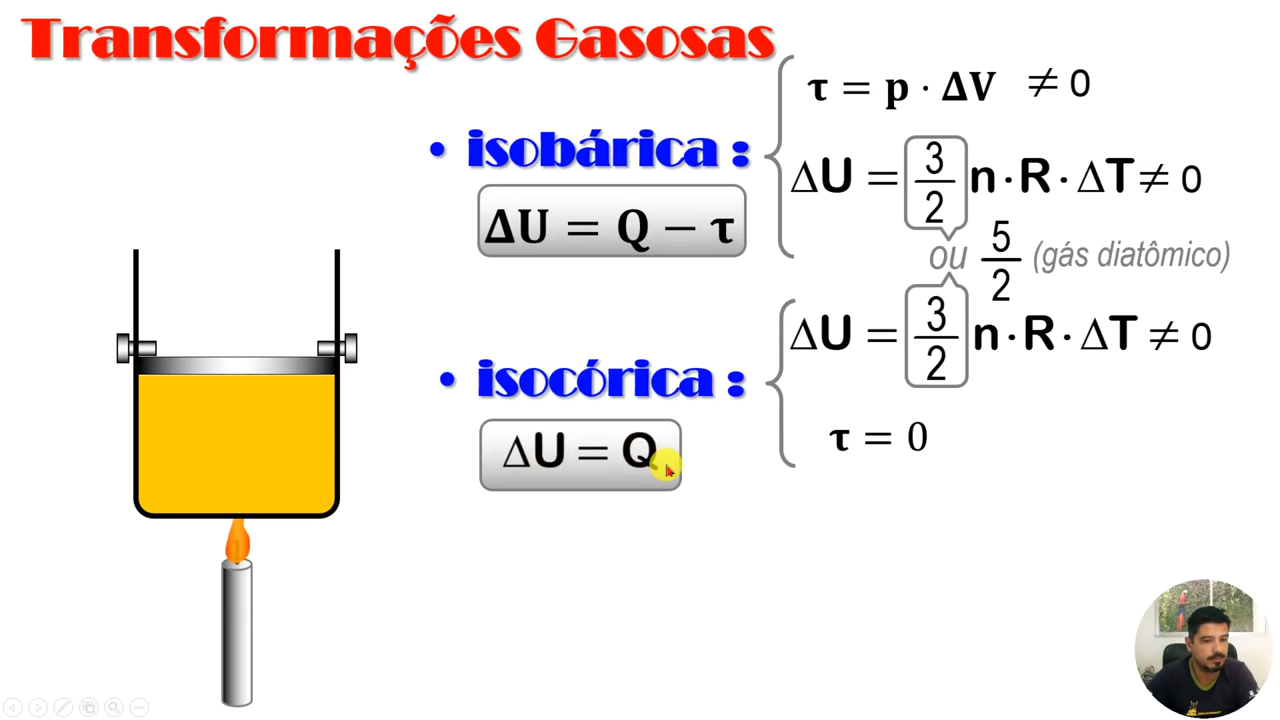 Transformações Gasosas
• isobárica :
ΔU = Q − τ
τ = p · ΔV ≠ 0
ΔU = 3/2 n·R·ΔT ≠ 0
ou 5/2 (gás diatômico)
• isocórica :
ΔU = Q
ΔU = 3/2 n·R·ΔT ≠ 0
τ = 0